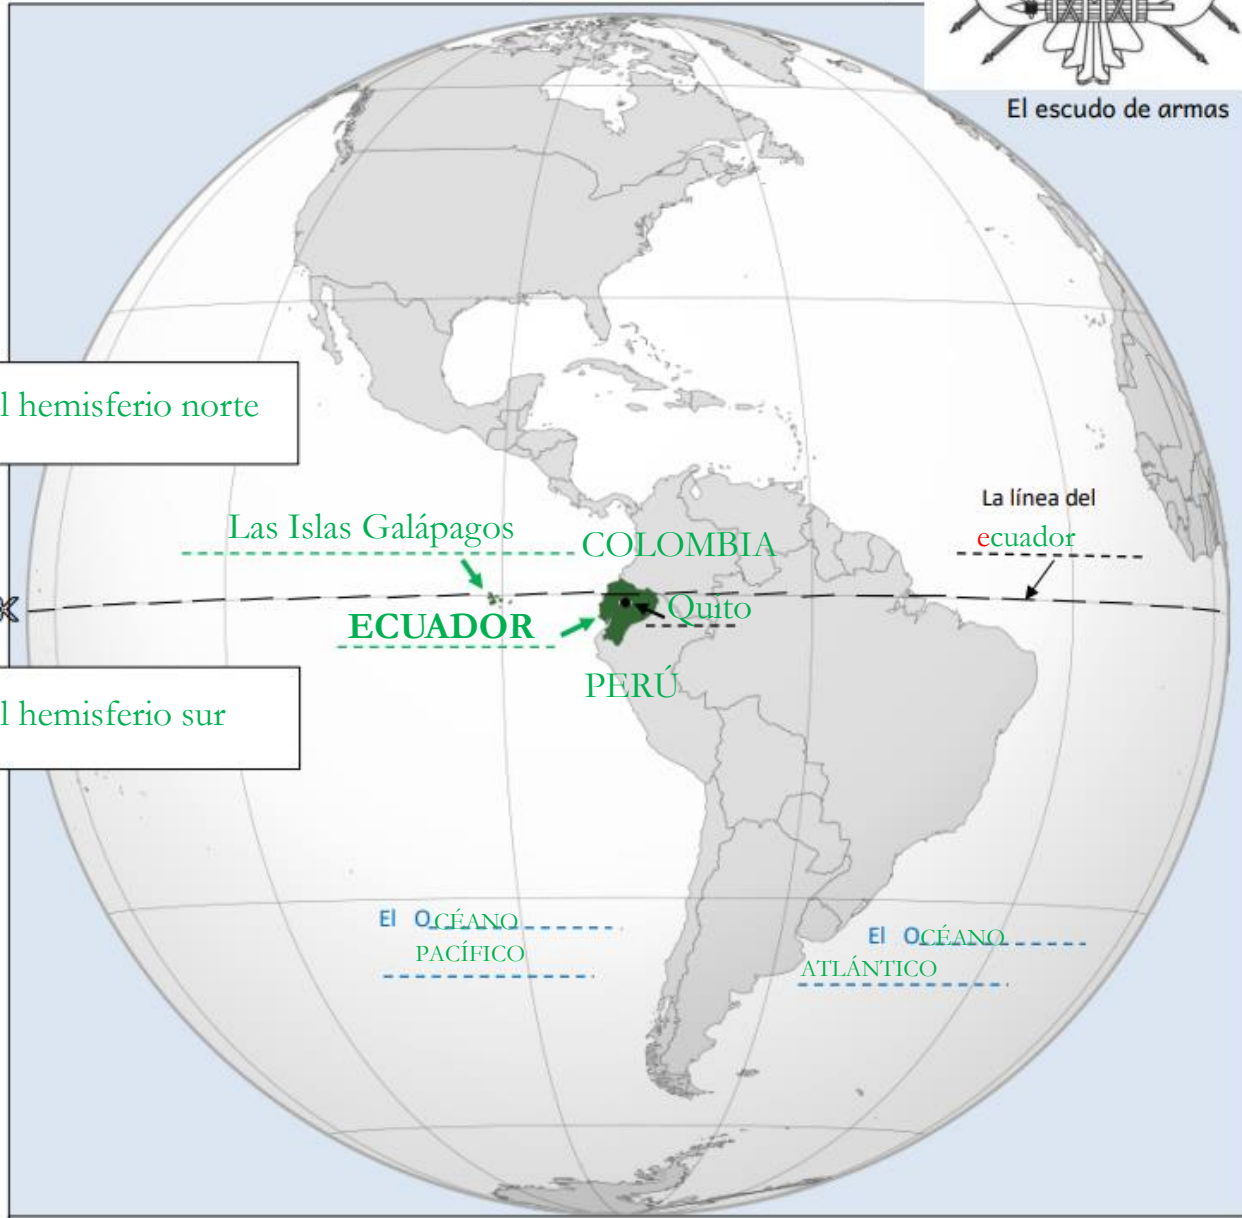 El escudo de armas
l hemisferio norte
La línea del
ecuador
Las Islas Galápagos
COLOMBIA
Quito
ECUADOR
PERÚ
l hemisferio sur
El OCÉANO
PACÍFICO
El OCÉANO
ATLÁNTICO